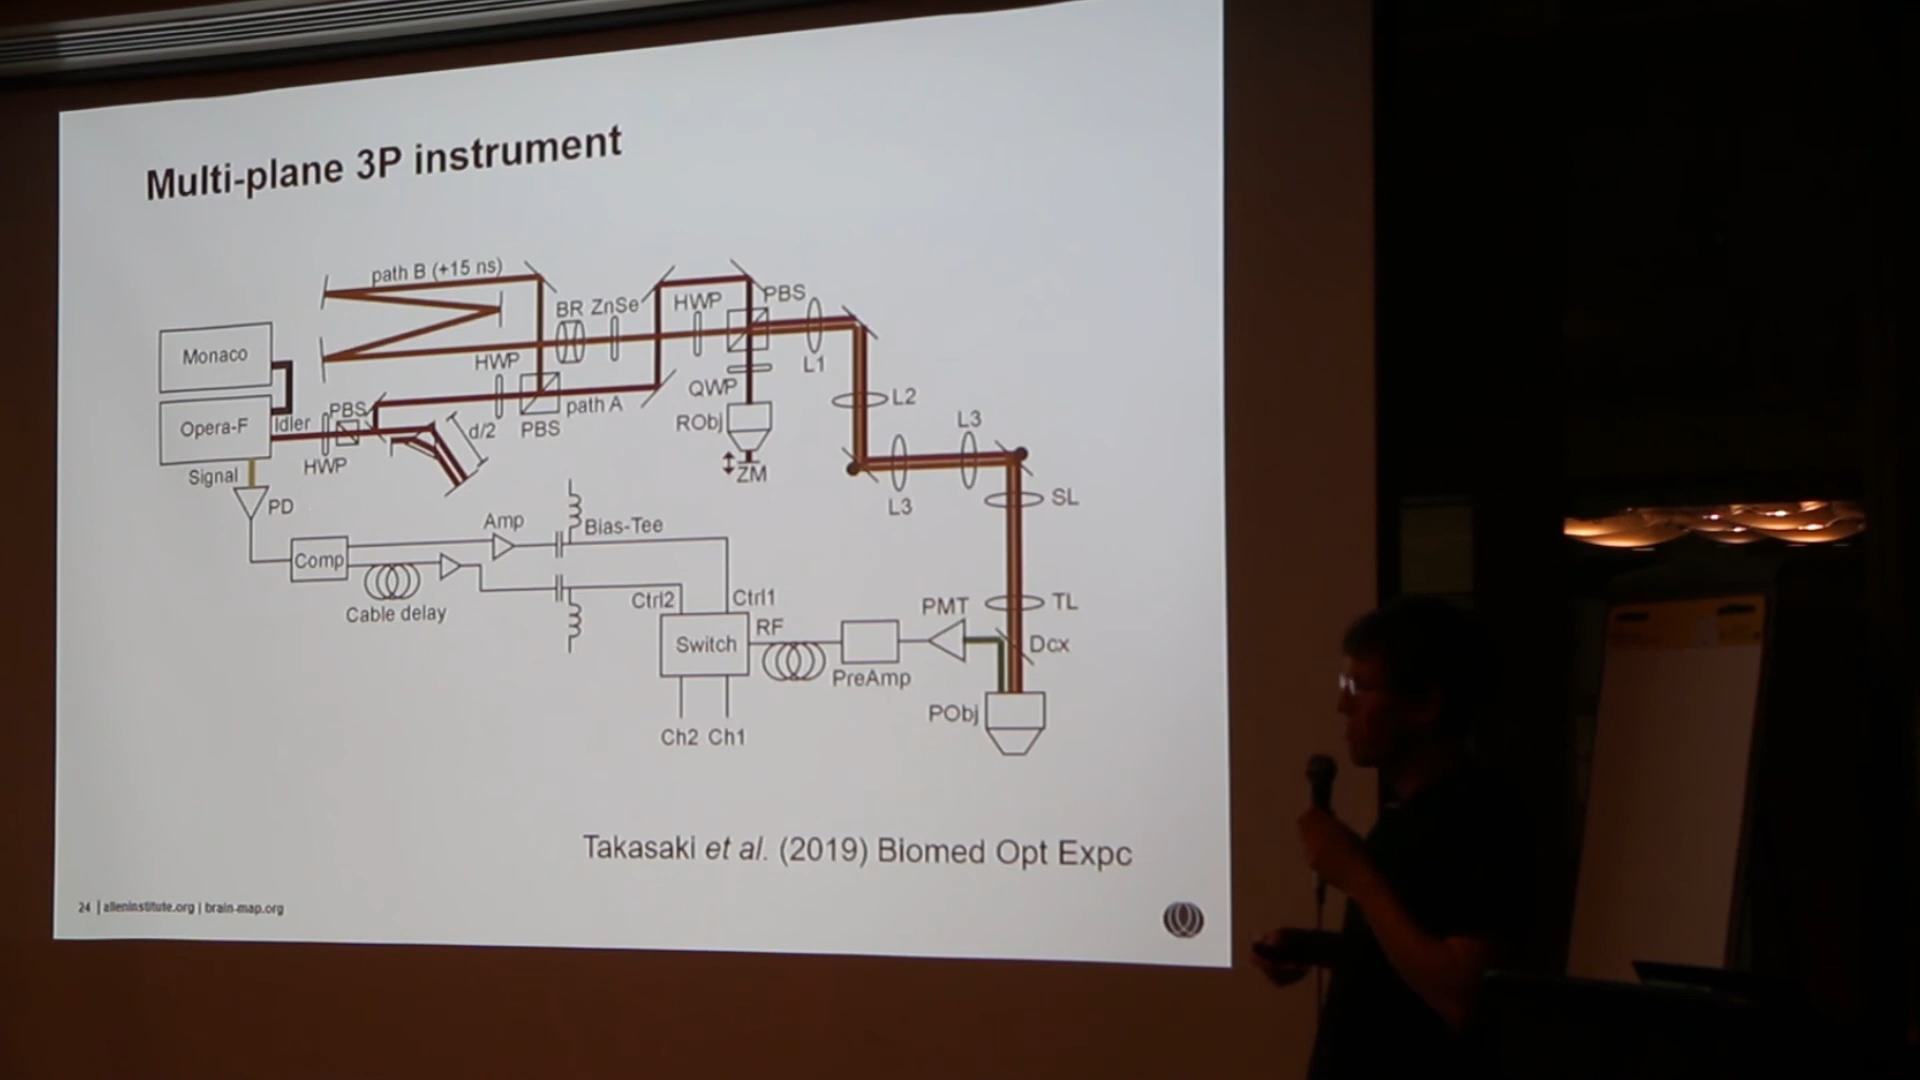 Multi-plane 3P instrument
path B (+15 ns)
BR ZnSe
HWP
PBS
Monaco
HWP
L1
QWP
L2
Opera-F
Idler
PBS
d/2
PBS
path A
RObj
L3
HWP
ZM
Signal
PD
L3
SL
Amp
Bias-Tee
Comp
Cable delay
Ctrl2
Ctrl1
PMT
TL
Switch
RF
Dcx
PreAmp
PObj
Ch2 Ch1
Takasaki et al. (2019) Biomed Opt Expc
24 | alleninstitute.org | brain-map.org